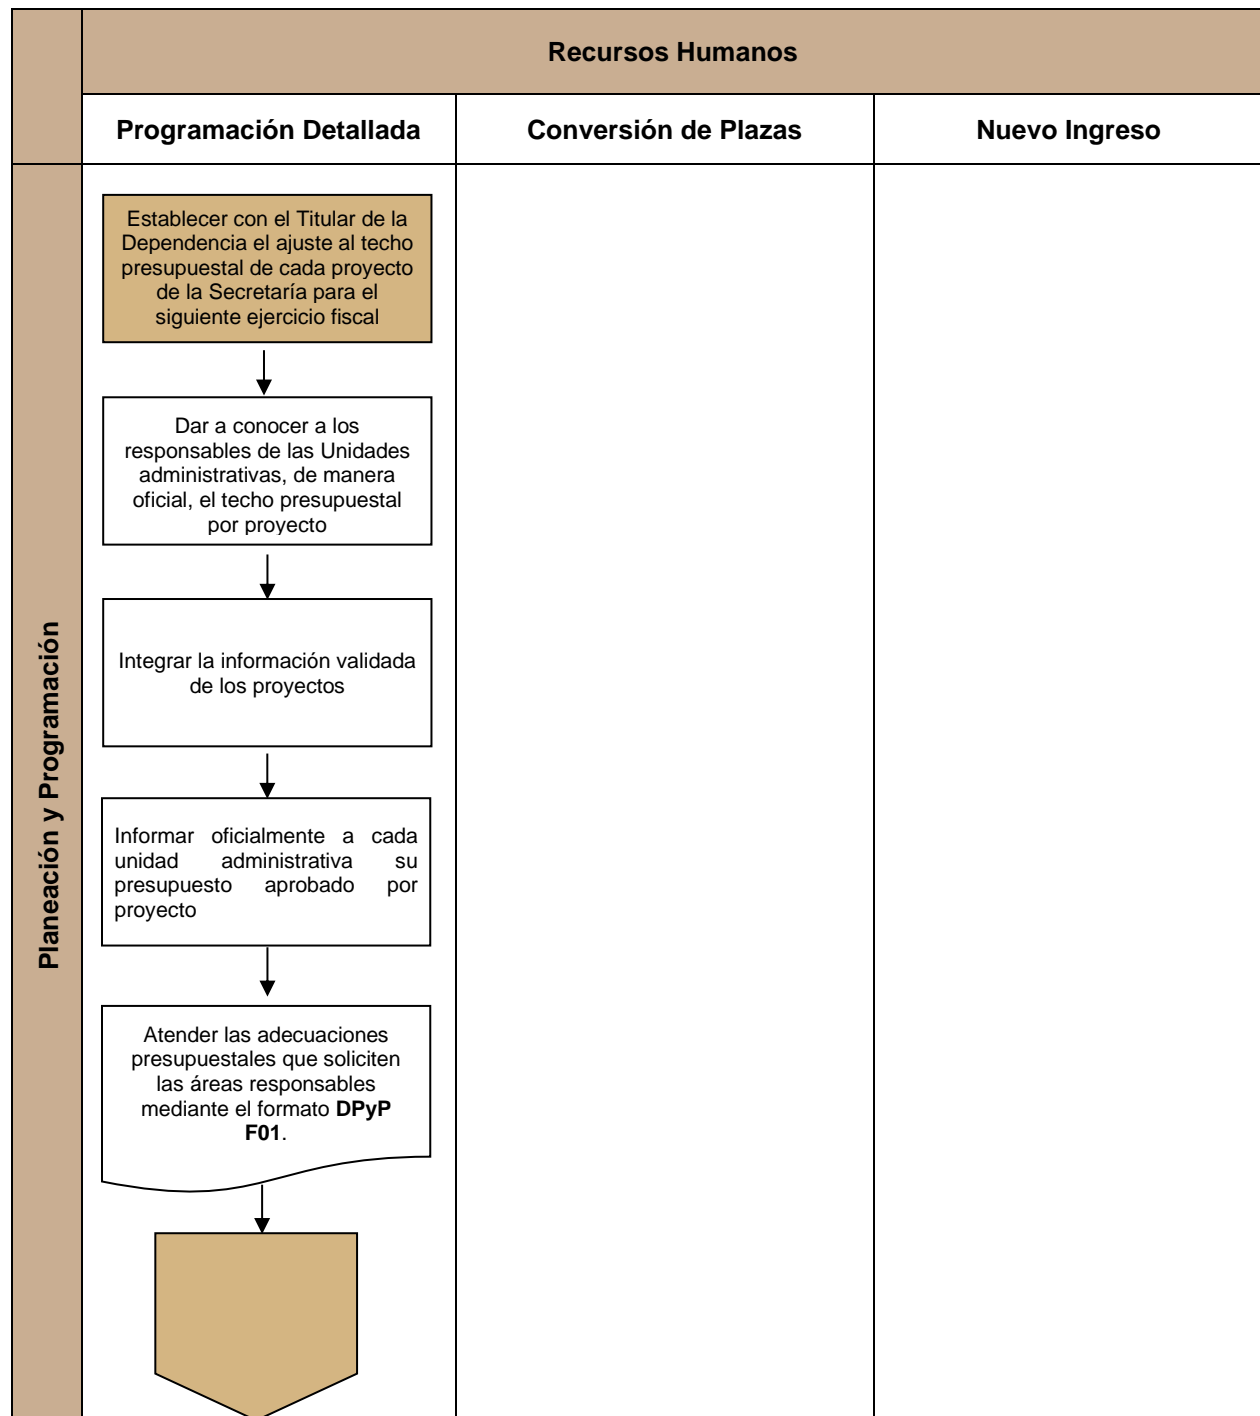 Recursos Humanos
Programación Detallada
Conversión de Plazas
Nuevo Ingreso
Planeación y Programación
Establecer con el Titular de la
Dependencia el ajuste al techo
presupuestal de cada proyecto
de la Secretaría para el
siguiente ejercicio fiscal
Dar a conocer a los
responsables de las Unidades
administrativas, de manera
oficial, el techo presupuestal
por proyecto
Integrar la información validada
de los proyectos
Informar oficialmente a cada
unidad administrativa su
presupuesto aprobado por
proyecto
Atender las adecuaciones
presupuestales que soliciten
las áreas responsables
mediante el formato DPyP
F01.